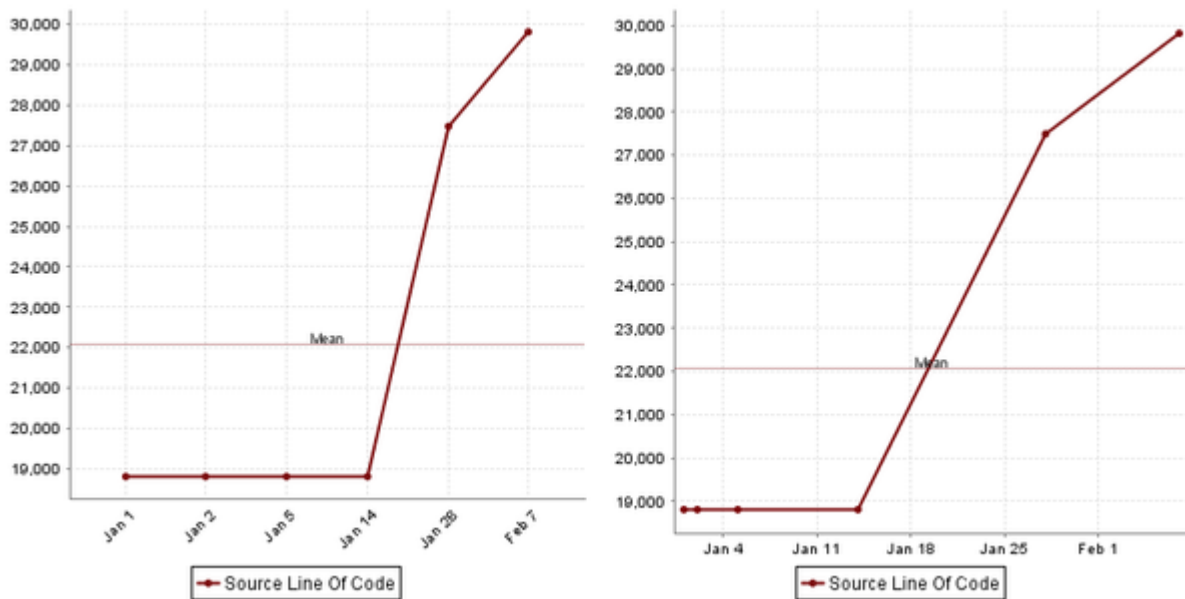 30,000
29,000
28,000
27,000
26,000
25,000
24,000
23,000
Mean
22,000
21,000
20,000
19,000
Jan 1
Jan 2
Jan 5
Jan 14
Jan 28
Feb 7
Source Line Of Code
30,000
29,000
28,000
27,000
26,000
25,000
24,000
23,000
Mean
22,000
21,000
20,000
19,000
Jan 4
Jan 11
Jan 18
Jan 25
Feb 1
Source Line Of Code